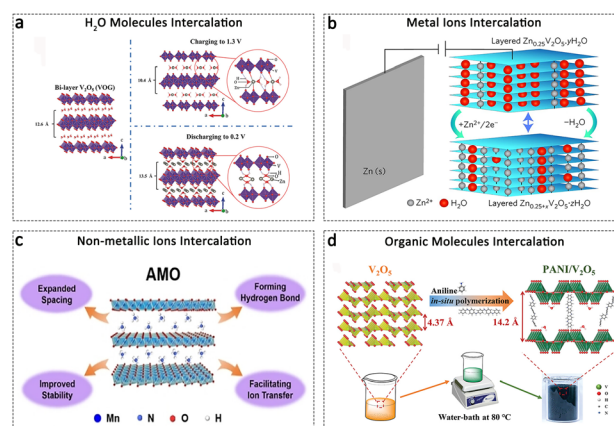 a
H₂O Molecules Intercalation
Charging to 1.3 V
10.4 Å
Bi-layer V₂O₅ (VOG)
12.6 Å
Discharging to 0.2 V
13.5 Å
O
V
H
O
Zn
b
Metal Ions Intercalation
Layered Zn₀.₂₅V₂O₅·yH₂O
+Zn²⁺/2e⁻
−H₂O
Zn (s)
Zn²⁺
H₂O
Layered Zn₀.₂₅₊ₓV₂O₅·zH₂O
c
Non-metallic Ions Intercalation
Expanded
Spacing
AMO
Forming
Hydrogen Bond
Improved
Stability
Facilitating
Ion Transfer
Mn
N
O
H
d
Organic Molecules Intercalation
V₂O₅
Aniline
in-situ polymerization
PANI/V₂O₅
4.37 Å
14.2 Å
Water-bath at 80 ℃
V
O
H
C
N